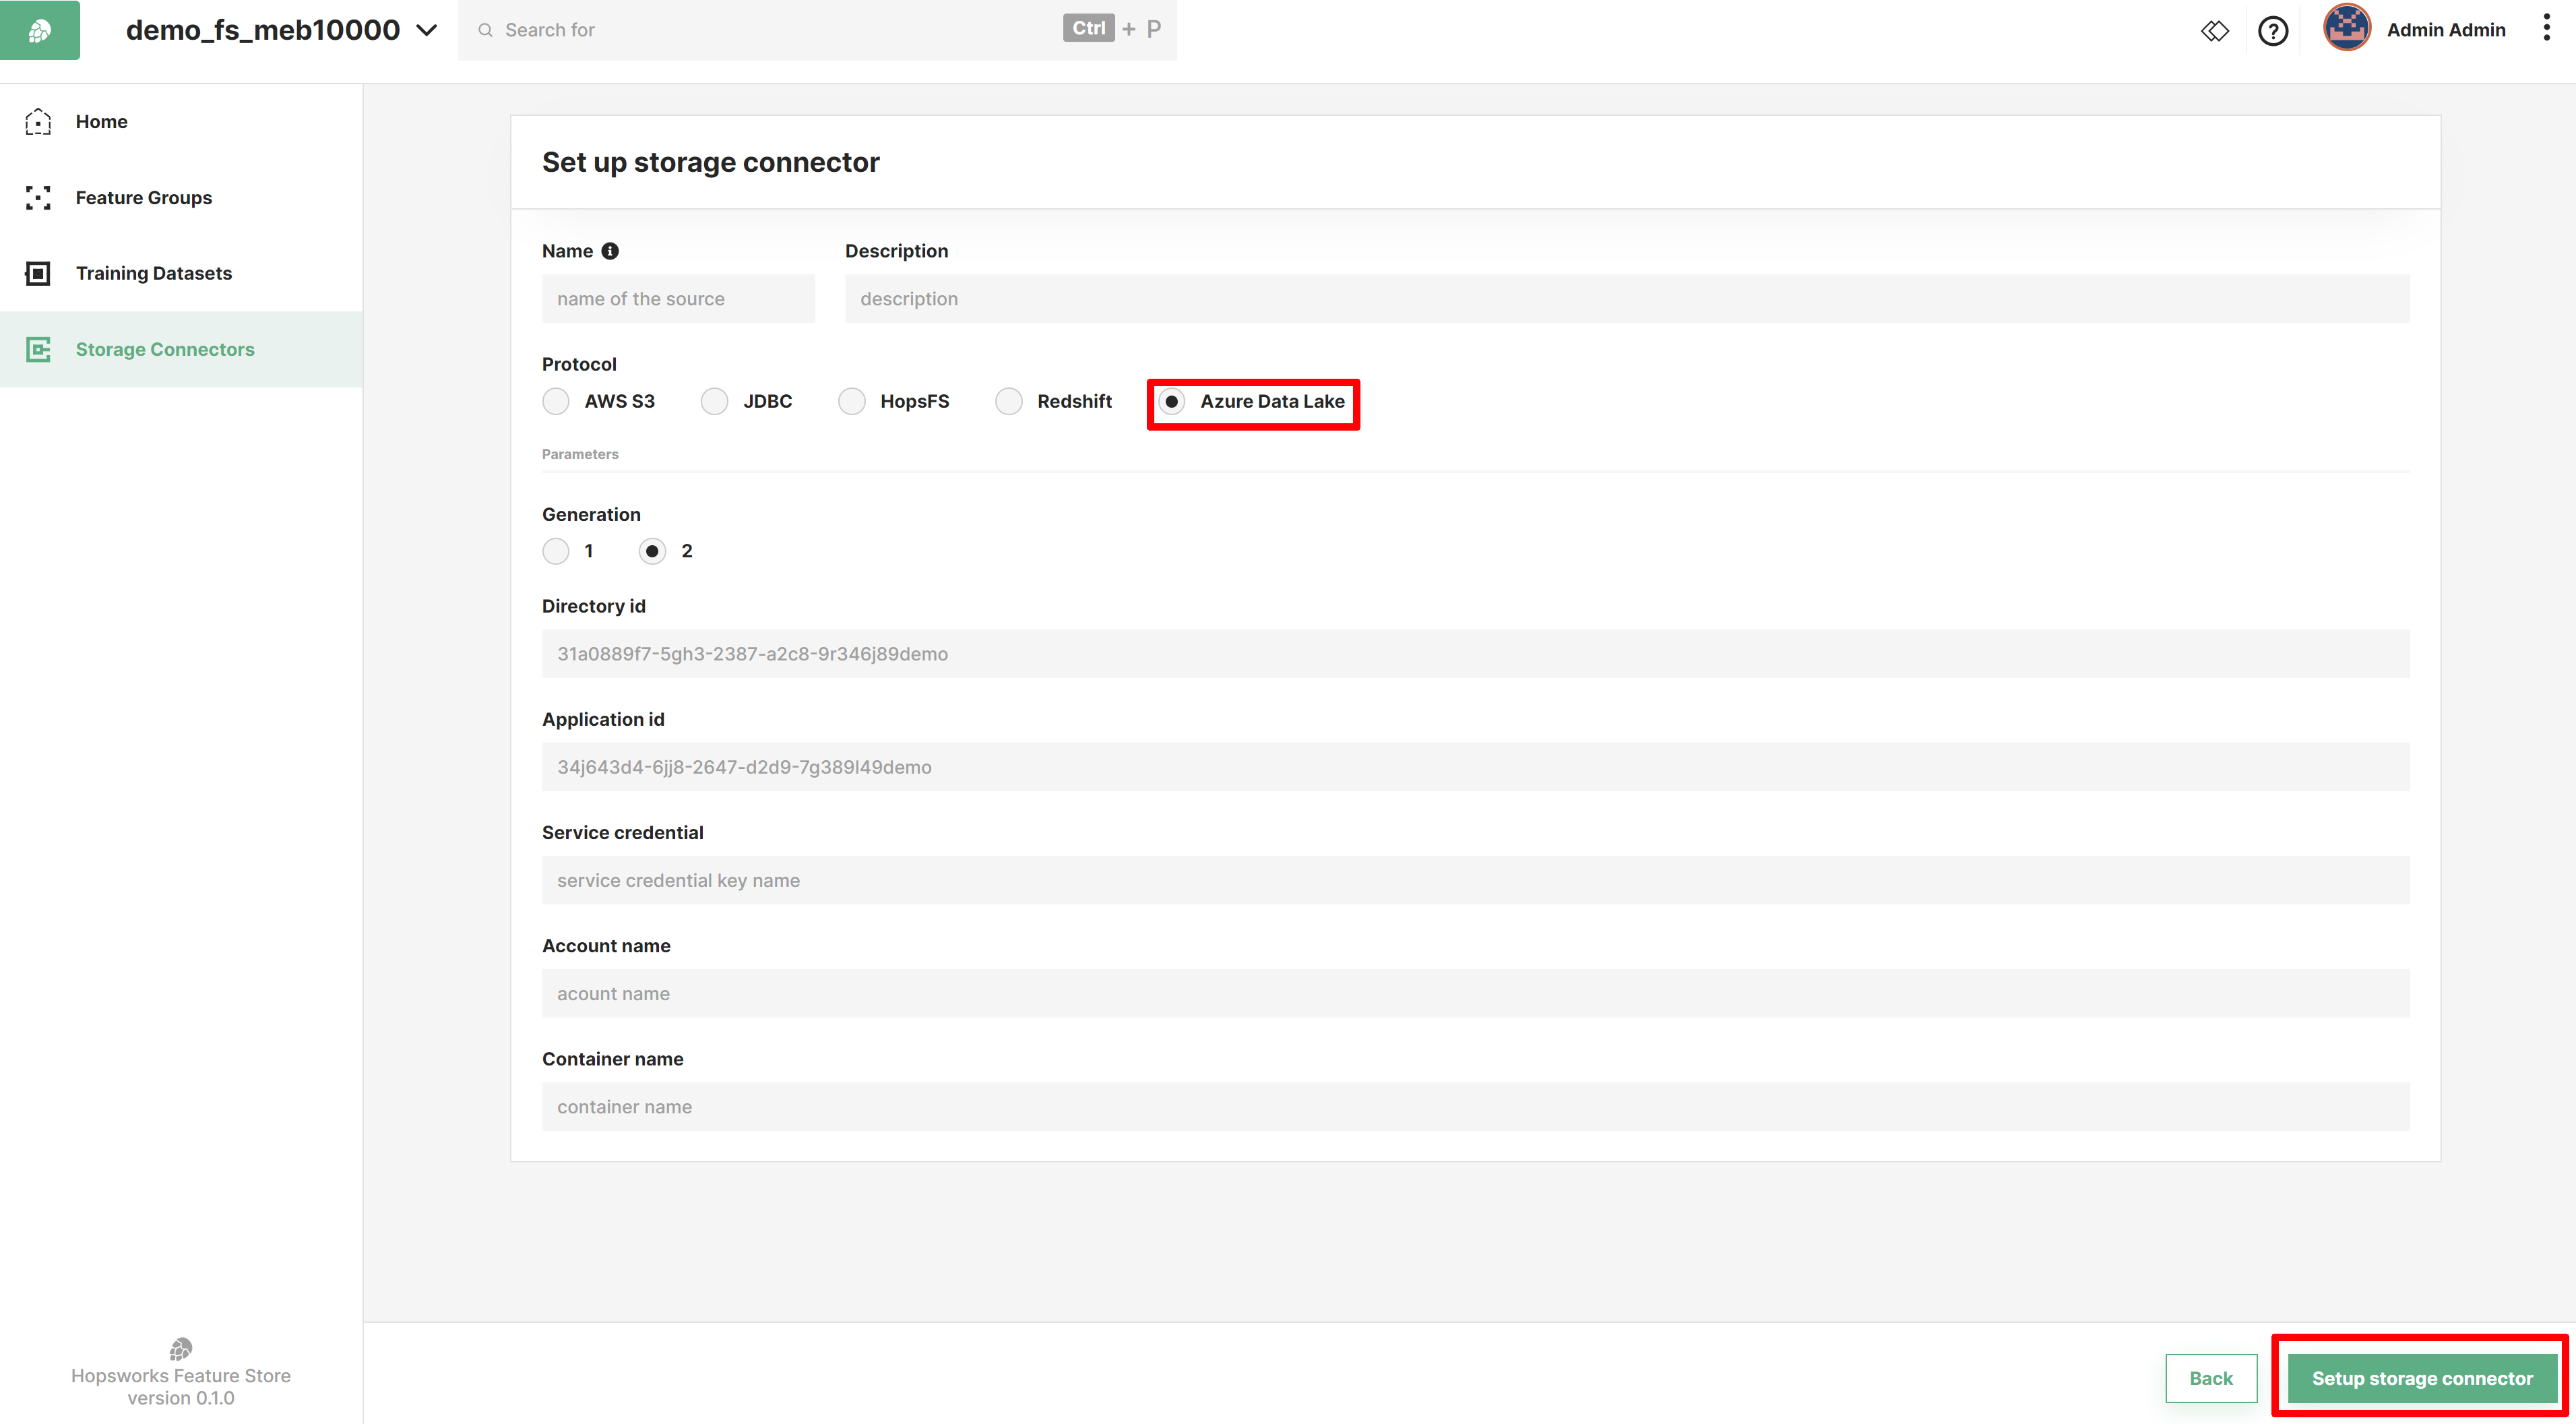 demo_fs_meb10000
Search for
Ctrl + P
Admin Admin
Home
Feature Groups
Training Datasets
Storage Connectors
Set up storage connector
Name Description
name of the source description
Protocol
AWS S3 JDBC HopsFS Redshift Azure Data Lake
Parameters
Generation
1 2
Directory id
31a0889f7-5gh3-2387-a2c8-9r346j89demo
Application id
34j643d4-6jj8-2647-d2d9-7g389l49demo
Service credential
service credential key name
Account name
acount name
Container name
container name
Hopsworks Feature Store
version 0.1.0
Back Setup storage connector